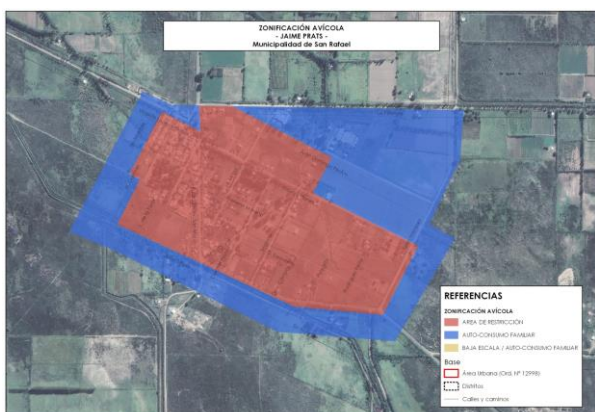 ZONIFICACIÓN AVÍCOLA
- JAIME PRATS -
Municipalidad de San Rafael
REFERENCIAS
ZONIFICACIÓN AVÍCOLA
AREA DE RESTRICCIÓN
AUTO-CONSUMO FAMILIAR
BAJA ESCALA / AUTO-CONSUMO FAMILIAR
Base
Área Urbana (Ord. Nº 12998)
Distritos
Calles y caminos